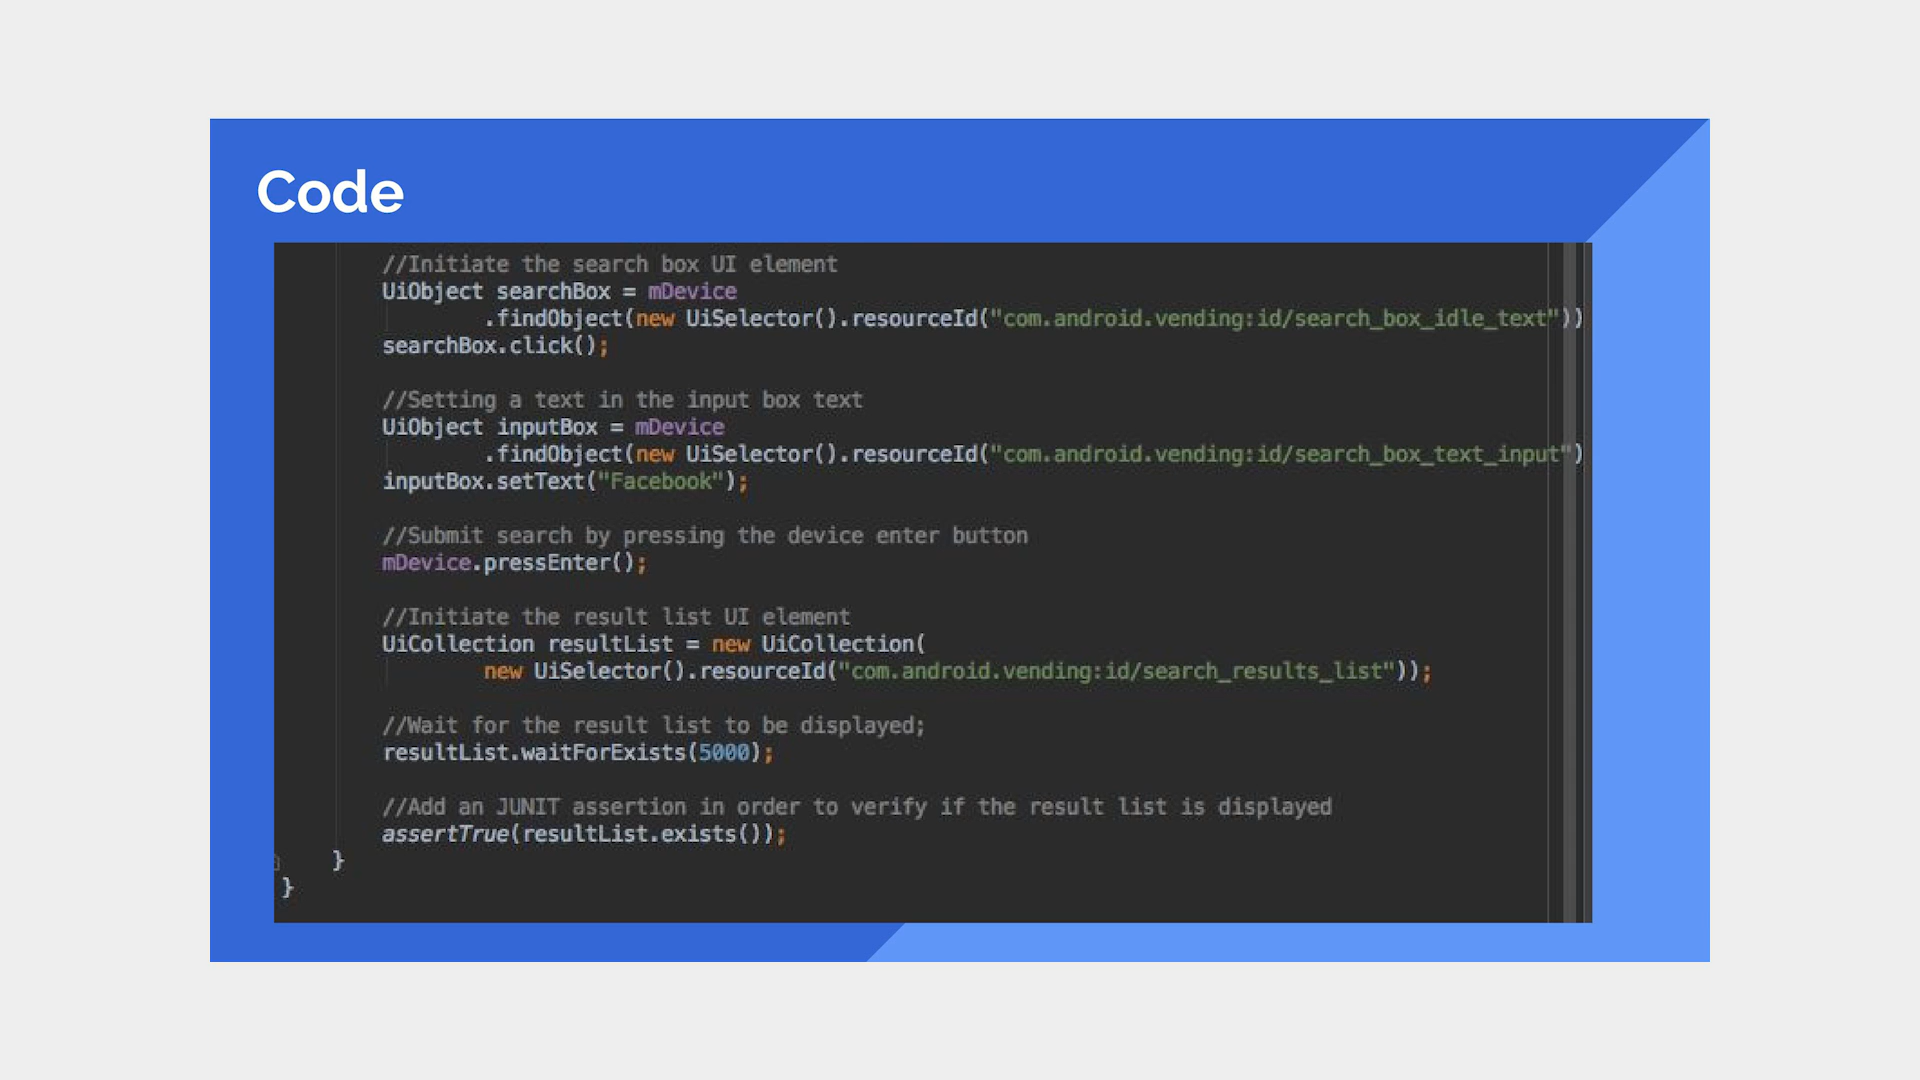 Code
//Initiate the search box UI element
UiObject searchBox = mDevice
.findObject(new UiSelector().resourceId("com.android.vending:id/search_box_idle_text"))
searchBox.click();
//Setting a text in the input box text
UiObject inputBox = mDevice
.findObject(new UiSelector().resourceId("com.android.vending:id/search_box_text_input")
inputBox.setText("Facebook");
//Submit search by pressing the device enter button
mDevice.pressEnter();
//Initiate the result list UI element
UiCollection resultList = new UiCollection(
new UiSelector().resourceId("com.android.vending:id/search_results_list"));
//Wait for the result list to be displayed;
resultList.waitForExists(5000);
//Add an JUNIT assertion in order to verify if the result list is displayed
assertTrue(resultList.exists());
}
}